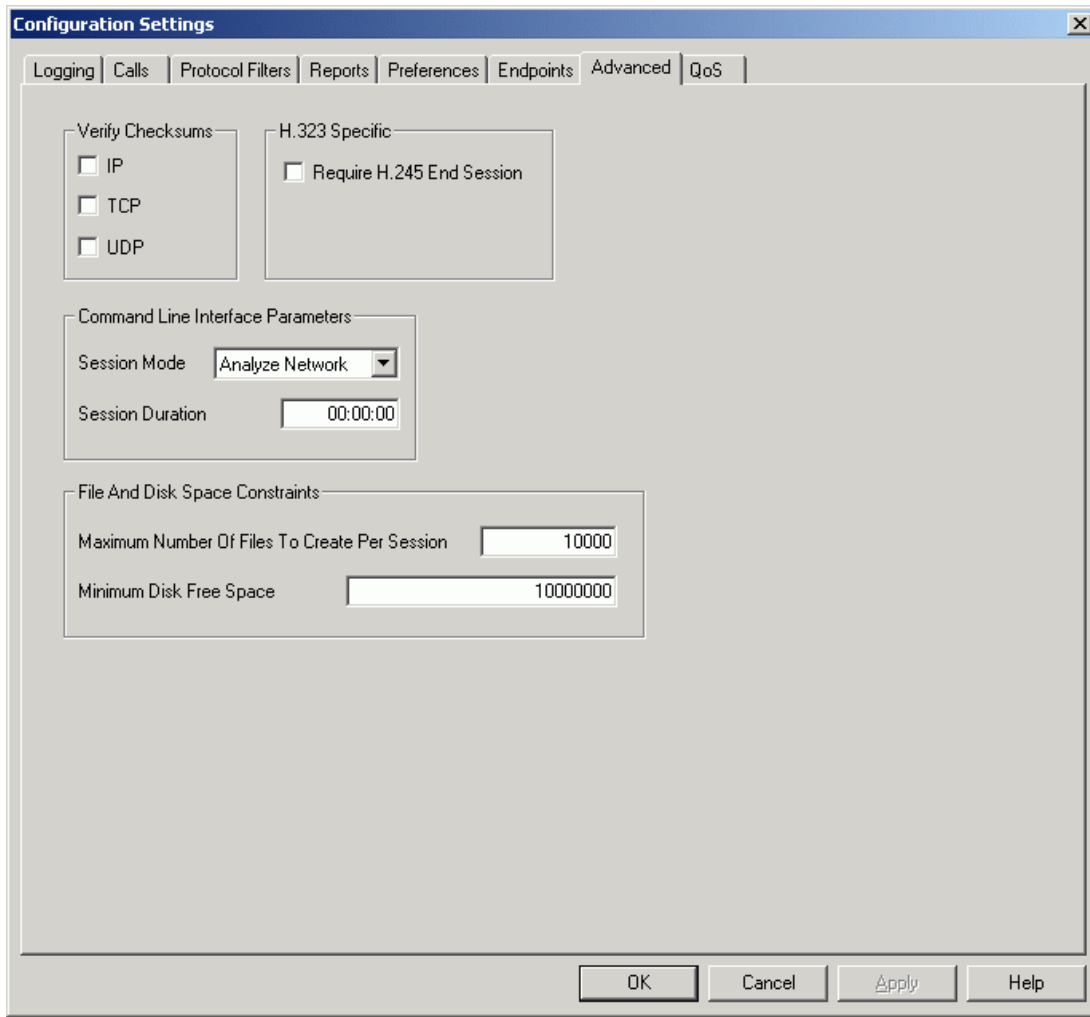 Configuration Settings
Logging Calls Protocol Filters Reports Preferences Endpoints Advanced QoS
Verify Checksums
IP
TCP
UDP
H.323 Specific
Require H.245 End Session
Command Line Interface Parameters
Session Mode Analyze Network
Session Duration 00:00:00
File And Disk Space Constraints
Maximum Number Of Files To Create Per Session 10000
Minimum Disk Free Space 10000000
OK Cancel Apply Help